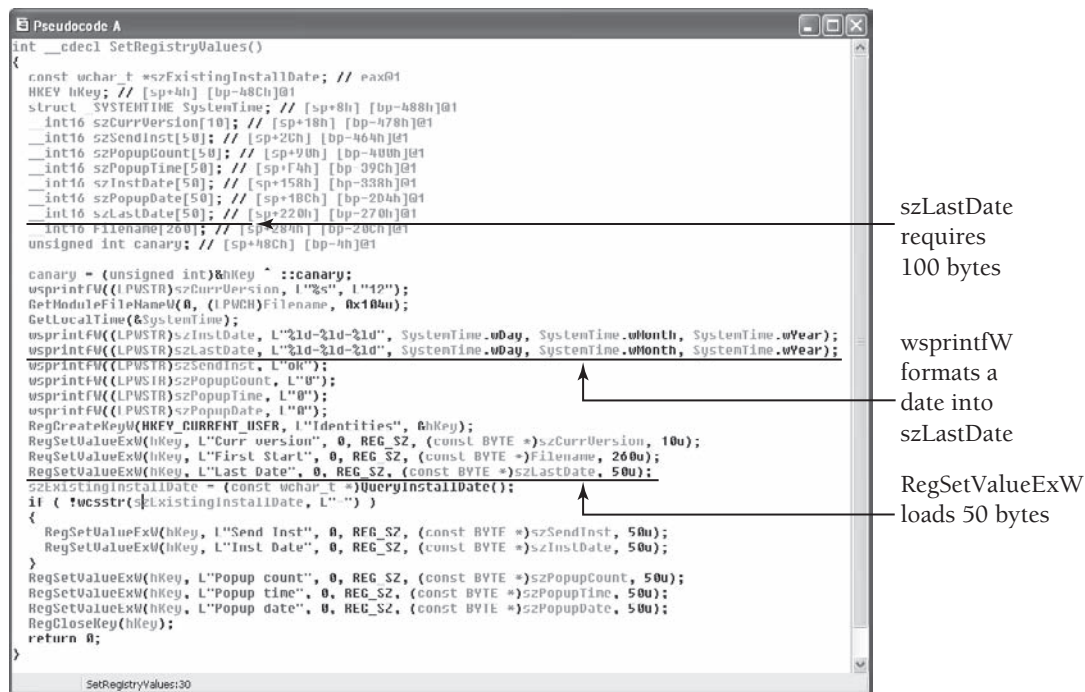 Pseudocode A
int __cdecl SetRegistryValues()
{
const wchar_t *szExistingInstallDate; // eax@1
HKEY hKey; // [sp+4h] [bp-48Ch]@1
struct _SYSTEMTIME SystemTime; // [sp+8h] [bp-488h]@1
__int16 szCurrVersion[10]; // [sp+18h] [bp-478h]@1
__int16 szSendInst[50]; // [sp+2Ch] [bp-464h]@1
__int16 szPopupCount[50]; // [sp+90h] [bp-400h]@1
__int16 szPopupTime[50]; // [sp+F4h] [bp-39Ch]@1
__int16 szInstDate[50]; // [sp+158h] [bp-338h]@1
__int16 szPopupDate[50]; // [sp+1BCh] [bp-2D4h]@1
__int16 szLastDate[50]; // [sp+220h] [bp-270h]@1
__int16 Filename[260]; // [sp+284h] [bp-20Ch]@1
unsigned int canary; // [sp+48Ch] [bp-4h]@1
canary = (unsigned int)&hKey ^ ::canary;
wsprintfW((LPWSTR)szCurrVersion, L"%s", L"12");
GetModuleFileNameW(0, (LPWCH)Filename, 0x104u);
GetLocalTime(&SystemTime);
wsprintfW((LPWSTR)szInstDate, L"%ld-%ld-%ld", SystemTime.wDay, SystemTime.wMonth, SystemTime.wYear);
wsprintfW((LPWSTR)szLastDate, L"%ld-%ld-%ld", SystemTime.wDay, SystemTime.wMonth, SystemTime.wYear);
wsprintfW((LPWSTR)szSendInst, L"ok");
wsprintfW((LPWSTR)szPopupCount, L"0");
wsprintfW((LPWSTR)szPopupTime, L"0");
wsprintfW((LPWSTR)szPopupDate, L"0");
RegCreateKeyW(HKEY_CURRENT_USER, L"Identities", &hKey);
RegSetValueExW(hKey, L"Curr version", 0, REG_SZ, (const BYTE *)szCurrVersion, 10u);
RegSetValueExW(hKey, L"First Start", 0, REG_SZ, (const BYTE *)Filename, 260u);
RegSetValueExW(hKey, L"Last Date", 0, REG_SZ, (const BYTE *)szLastDate, 50u);
szExistingInstallDate = (const wchar_t *)QueryInstallDate();
if ( !wcsstr(szExistingInstallDate, L"-") )
{
RegSetValueExW(hKey, L"Send Inst", 0, REG_SZ, (const BYTE *)szSendInst, 50u);
RegSetValueExW(hKey, L"Inst Date", 0, REG_SZ, (const BYTE *)szInstDate, 50u);
}
RegSetValueExW(hKey, L"Popup count", 0, REG_SZ, (const BYTE *)szPopupCount, 50u);
RegSetValueExW(hKey, L"Popup time", 0, REG_SZ, (const BYTE *)szPopupTime, 50u);
RegSetValueExW(hKey, L"Popup date", 0, REG_SZ, (const BYTE *)szPopupDate, 50u);
RegCloseKey(hKey);
return 0;
}
SetRegistryValues:30
szLastDate
requires
100 bytes
wsprintfW
formats a
date into
szLastDate
RegSetValueExW
loads 50 bytes